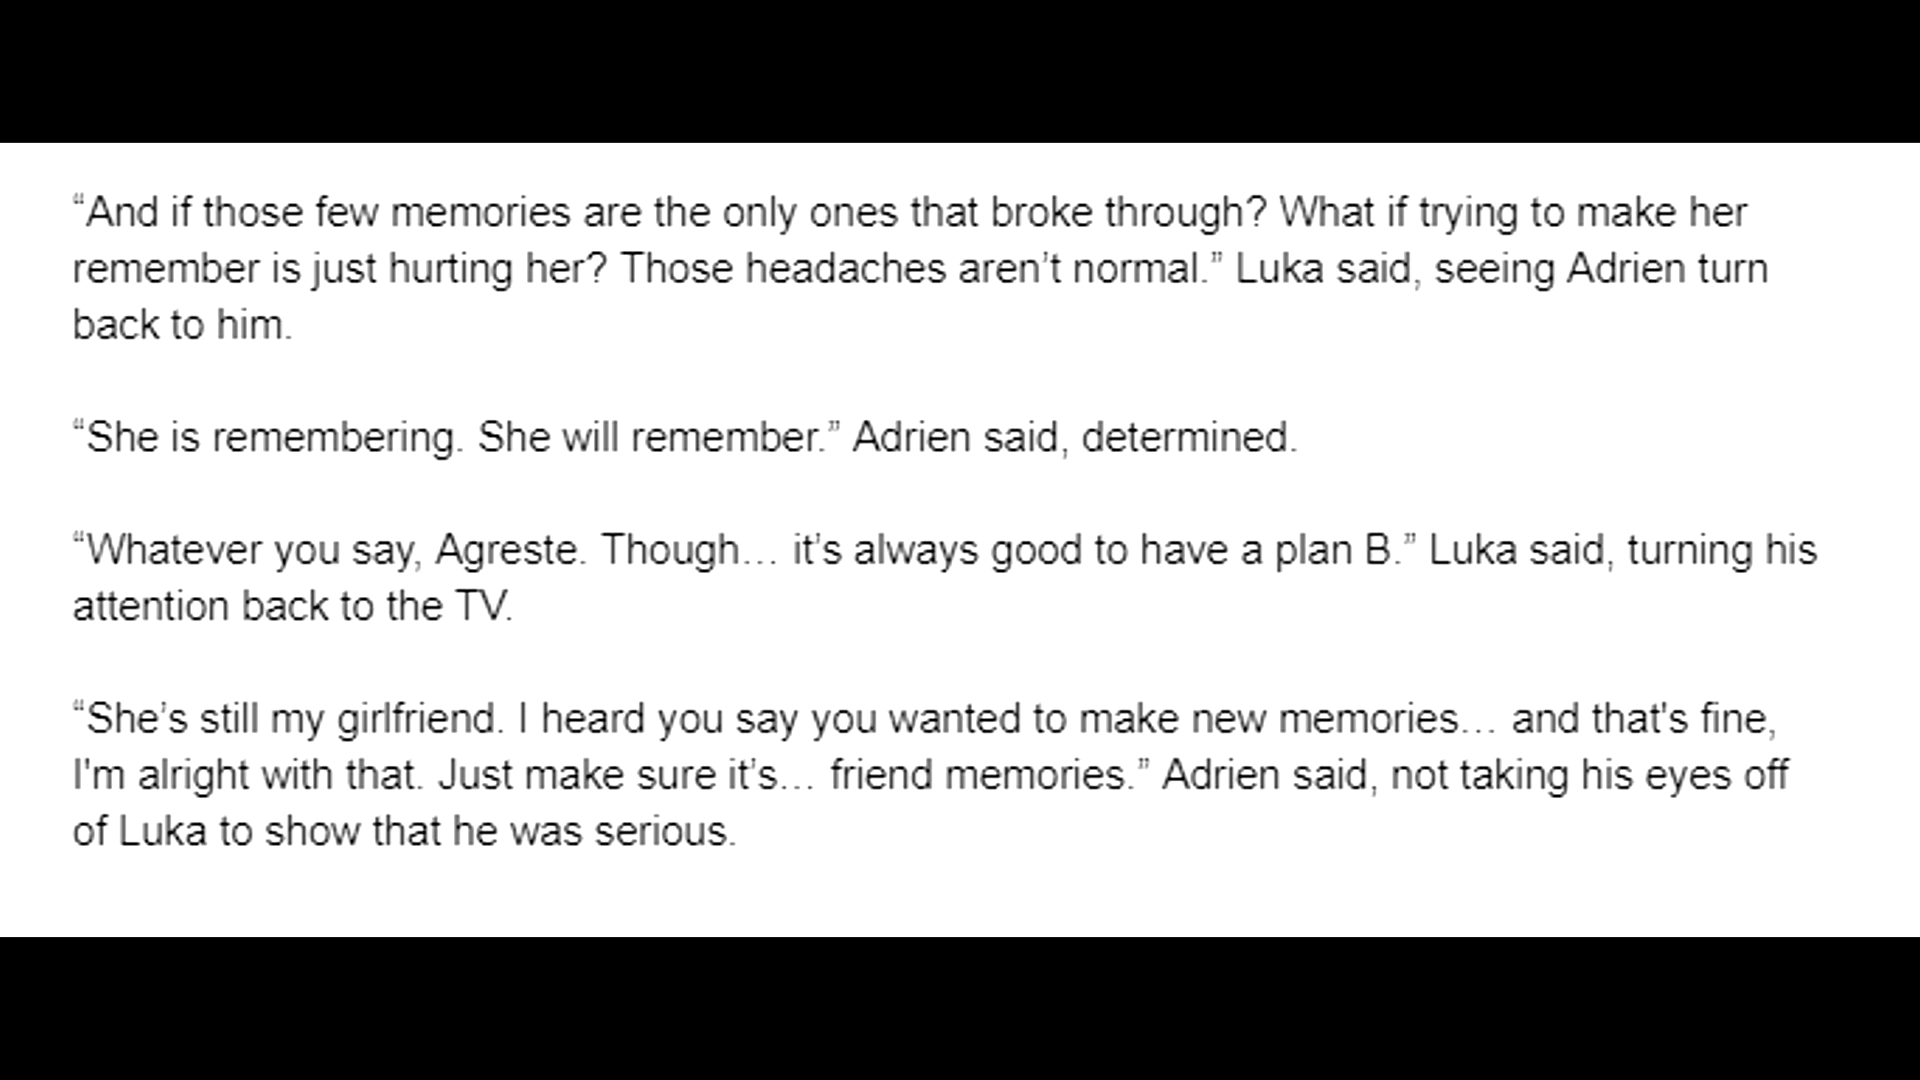 “And if those few memories are the only ones that broke through? What if trying to make her
remember is just hurting her? Those headaches aren’t normal.” Luka said, seeing Adrien turn
back to him.
“She is remembering. She will remember.” Adrien said, determined.
“Whatever you say, Agreste. Though… it’s always good to have a plan B.” Luka said, turning his
attention back to the TV.
“She’s still my girlfriend. I heard you say you wanted to make new memories… and that's fine,
I'm alright with that. Just make sure it’s… friend memories.” Adrien said, not taking his eyes off
of Luka to show that he was serious.